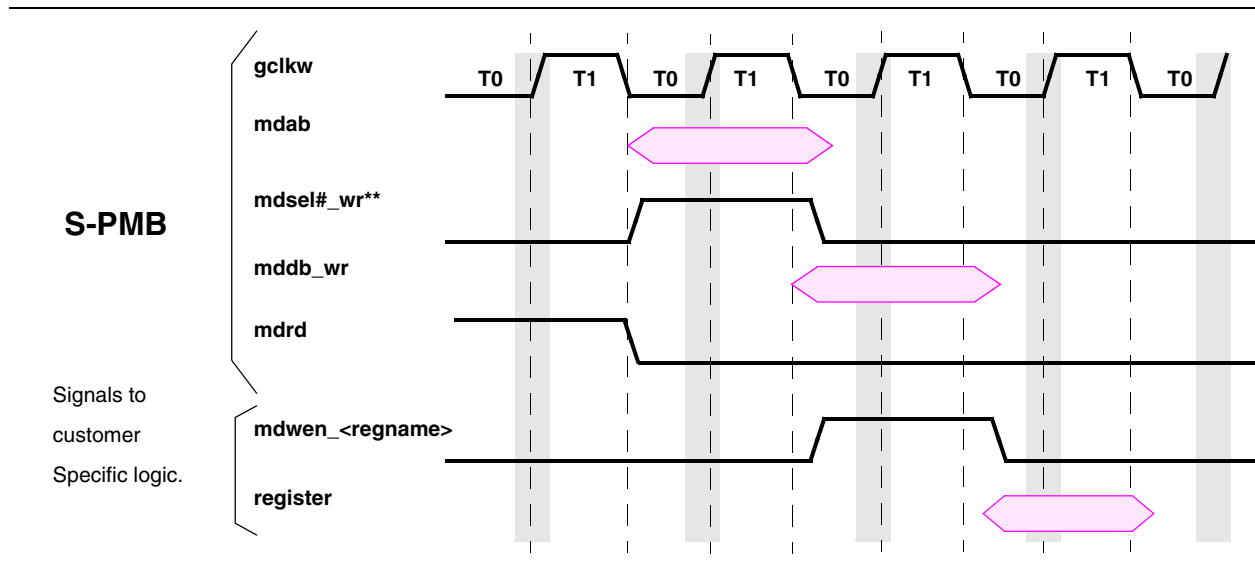 gclkw
T0 T1 T0 T1 T0 T1 T0 T1 T0
mdab
mdsel#_wr**
S-PMB
mddb_wr
mdrd
Signals to
customer
Specific logic.
mdwen_<regname>
register